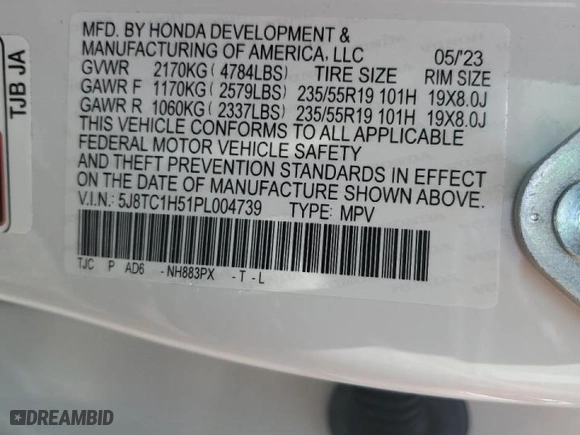 TJB JA
MFD. BY HONDA DEVELOPMENT &
MANUFACTURING OF AMERICA, LLC 05/'23
GVWR 2170KG ( 4784LBS) TIRE SIZE RIM SIZE
GAWR F 1170KG ( 2579LBS) 235/55R19 101H 19X8.0J
GAWR R 1060KG ( 2337LBS) 235/55R19 101H 19X8.0J
THIS VEHICLE CONFORMS TO ALL APPLICABLE
FEDERAL MOTOR VEHICLE SAFETY
AND THEFT PREVENTION STANDARDS IN EFFECT
ON THE DATE OF MANUFACTURE SHOWN ABOVE.
V.I.N.: 5J8TC1H51PL004739 TYPE: MPV
TJC P AD6 - NH883PX - T - L
DREAMBID